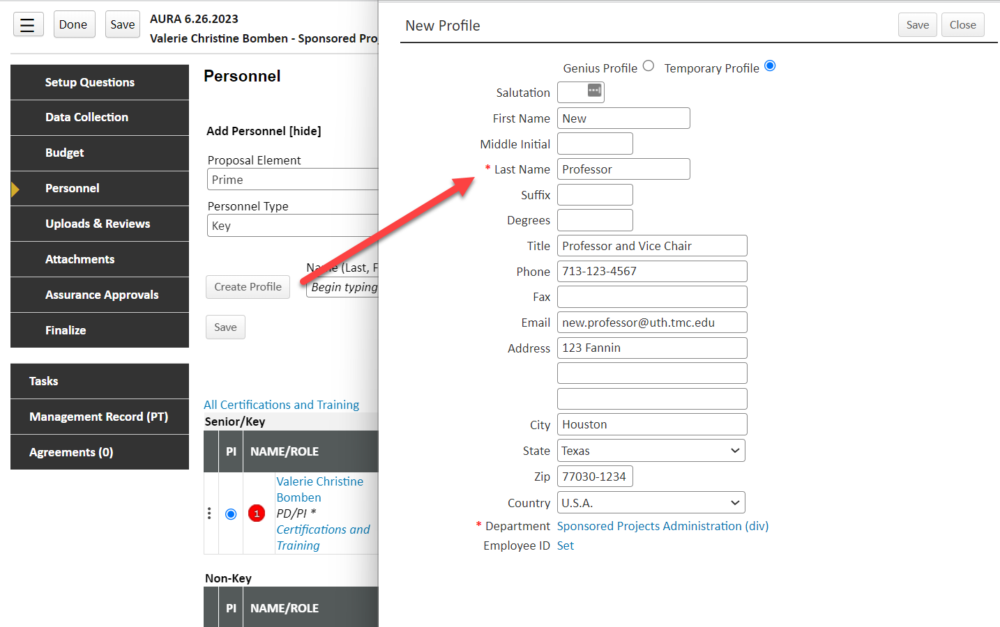 Done
Save
AURA 6.26.2023
Valerie Christine Bomben - Sponsored Pro
Setup Questions
Data Collection
Budget
Personnel
Uploads & Reviews
Attachments
Assurance Approvals
Finalize
Tasks
Management Record (PT)
Agreements (0)
Personnel
Add Personnel [hide]
Proposal Element
Prime
Personnel Type
Key
Name (Last, F
Create Profile
Begin typing
Save
All Certifications and Training
Senior/Key
PI NAME/ROLE
1
Valerie Christine
Bomben
PD/PI *
Certifications and
Training
Non-Key
PI NAME/ROLE
New Profile
Save
Close
Genius Profile Temporary Profile
Salutation
First Name New
Middle Initial
* Last Name Professor
Suffix
Degrees
Title Professor and Vice Chair
Phone 713-123-4567
Fax
Email new.professor@uth.tmc.edu
Address 123 Fannin
City Houston
State Texas
Zip 77030-1234
Country U.S.A.
* Department Sponsored Projects Administration (div)
Employee ID Set